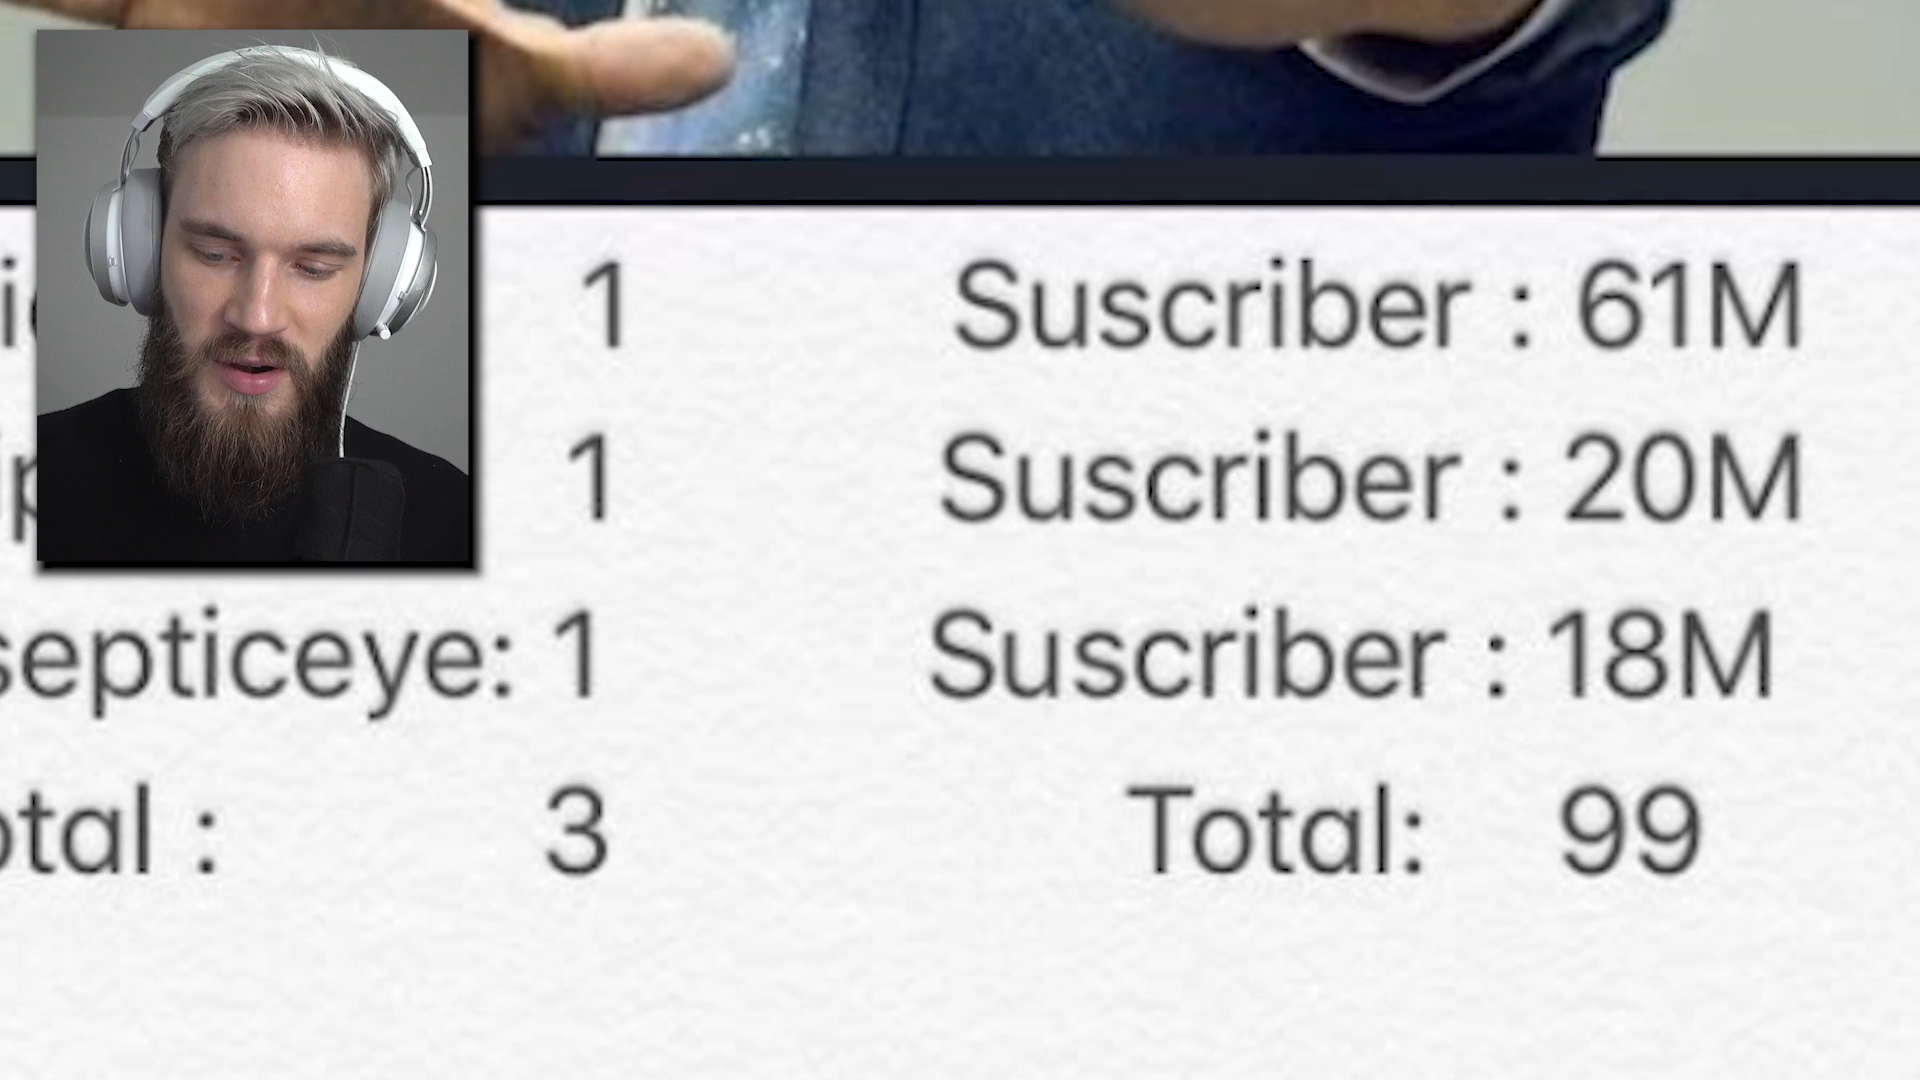 1 Suscriber : 61M
1 Suscriber : 20M
septiceye: 1 Suscriber : 18M
otal : 3 Total: 99